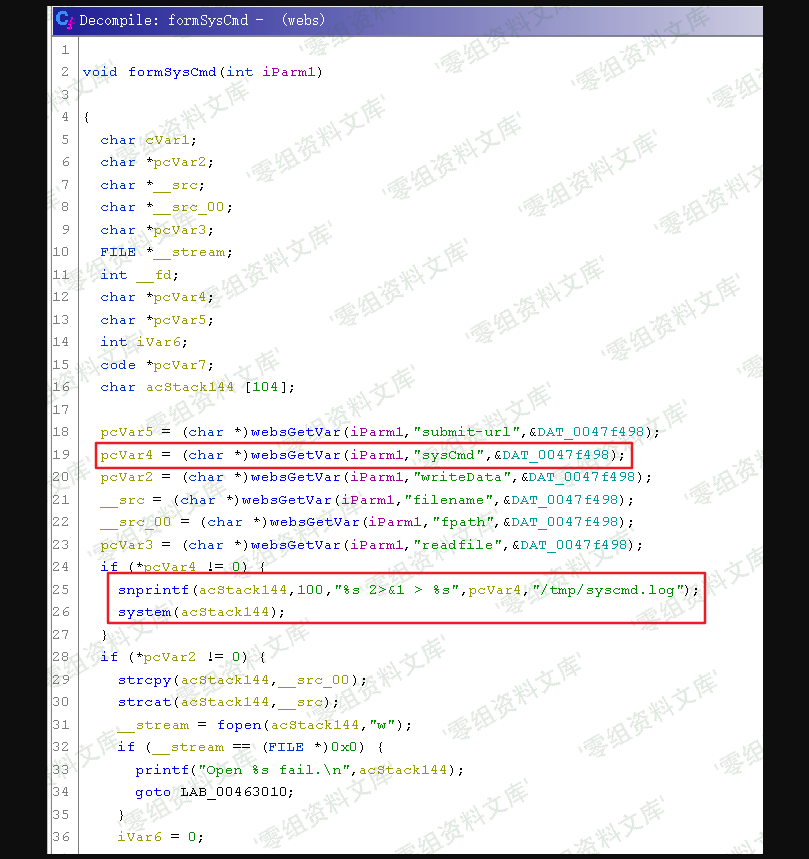 Decompile: formSysCmd - (webs)
1
2 void formSysCmd(int iParm1)
3
4 {
5 char cVar1;
6 char *pcVar2;
7 char *__src;
8 char *__src_00;
9 char *pcVar3;
10 FILE *__stream;
11 int __fd;
12 char *pcVar4;
13 char *pcVar5;
14 int iVar6;
15 code *pcVar7;
16 char acStack144 [104];
17
18 pcVar5 = (char *)websGetVar(iParm1,"submit-url",&DAT_0047f498);
19 pcVar4 = (char *)websGetVar(iParm1,"sysCmd",&DAT_0047f498);
20 pcVar2 = (char *)websGetVar(iParm1,"writeData",&DAT_0047f498);
21 __src = (char *)websGetVar(iParm1,"filename",&DAT_0047f498);
22 __src_00 = (char *)websGetVar(iParm1,"fpath",&DAT_0047f498);
23 pcVar3 = (char *)websGetVar(iParm1,"readfile",&DAT_0047f498);
24 if (*pcVar4 != 0) {
25 snprintf(acStack144,100,"%s 2>&1 > %s",pcVar4,"/tmp/syscmd.log");
26 system(acStack144);
27 }
28 if (*pcVar2 != 0) {
29 strcpy(acStack144,__src_00);
30 strcat(acStack144,__src);
31 __stream = fopen(acStack144,"w");
32 if (__stream == (FILE *)0x0) {
33 printf("Open %s fail.\n",acStack144);
34 goto LAB_00463010;
35 }
36 iVar6 = 0;
'零组资料文库'